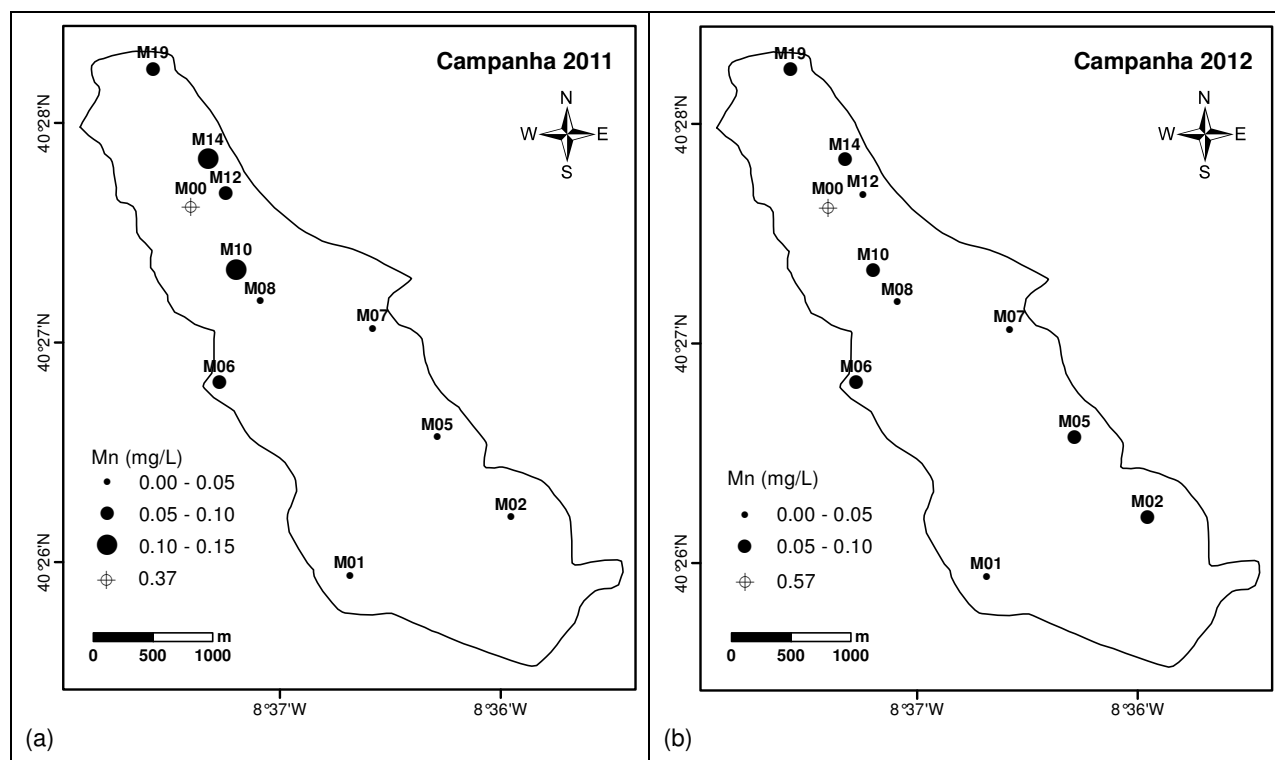 Campanha 2011
N
W E
S
M19
M14
M12
M00
M10
M08
M07
M06
M05
M02
M01
40°28'N
40°27'N
40°26'N
Mn (mg/L)
0.00 - 0.05
0.05 - 0.10
0.10 - 0.15
0.37
m
0 500 1000
8°37'W 8°36'W
(a)
Campanha 2012
N
W E
S
M19
M14
M12
M00
M10
M08
M07
M06
M05
M02
M01
40°28'N
40°27'N
40°26'N
Mn (mg/L)
0.00 - 0.05
0.05 - 0.10
0.57
m
0 500 1000
8°37'W 8°36'W
(b)